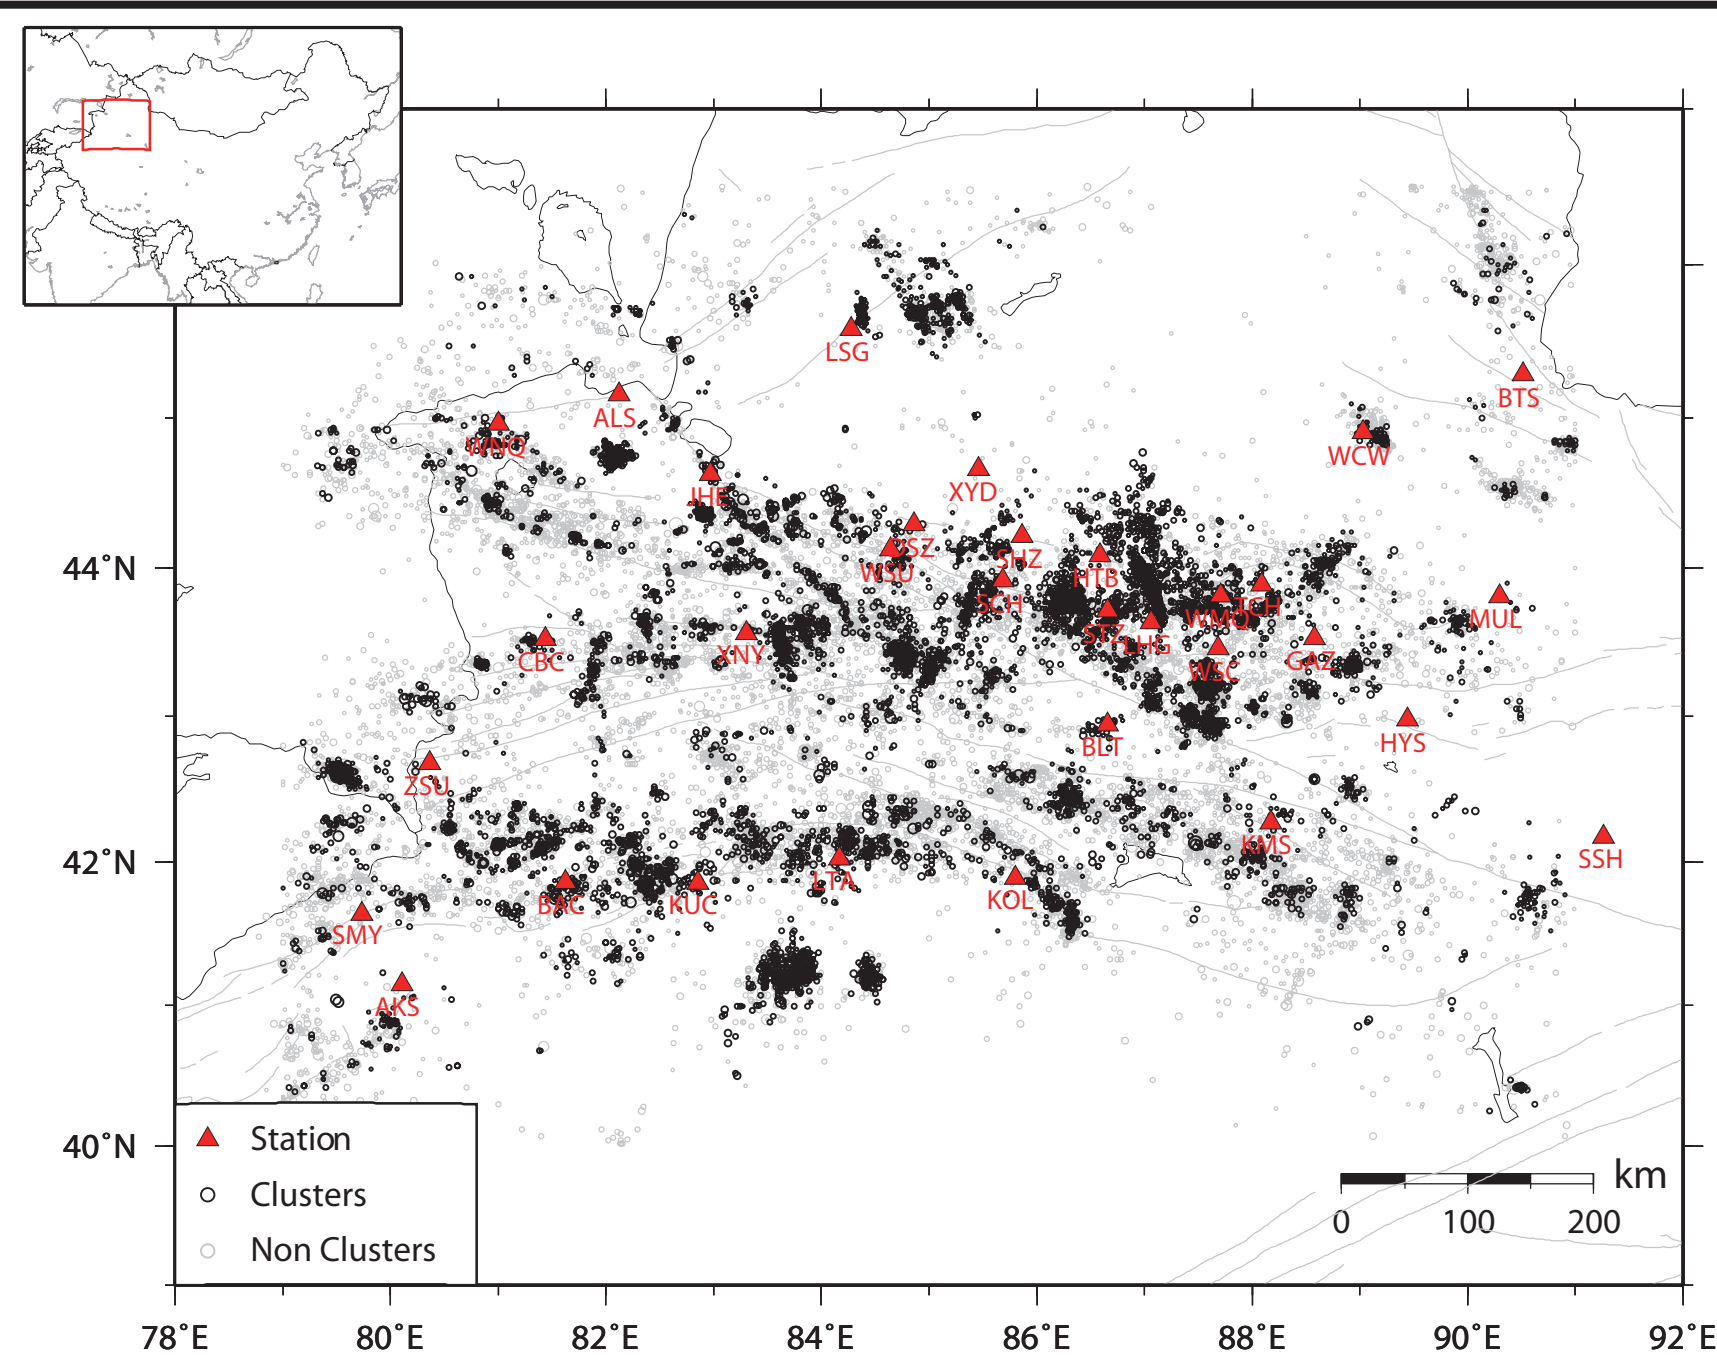 LSG
BTS
ALS
WNQ
WCW
JHE
XYD
DSZ
SHZ
WSU
HTB
SCH
TCH
WMQ
MUL
STZ
LHG
XNY
CBC
GAZ
WSC
HYS
BLT
ZSU
KMS
SSH
LTA
KOL
BAC
KUC
SMY
AKS
44°N
42°N
40°N
Station
Clusters
Non Clusters
km
0 100 200
78°E 80°E 82°E 84°E 86°E 88°E 90°E 92°E